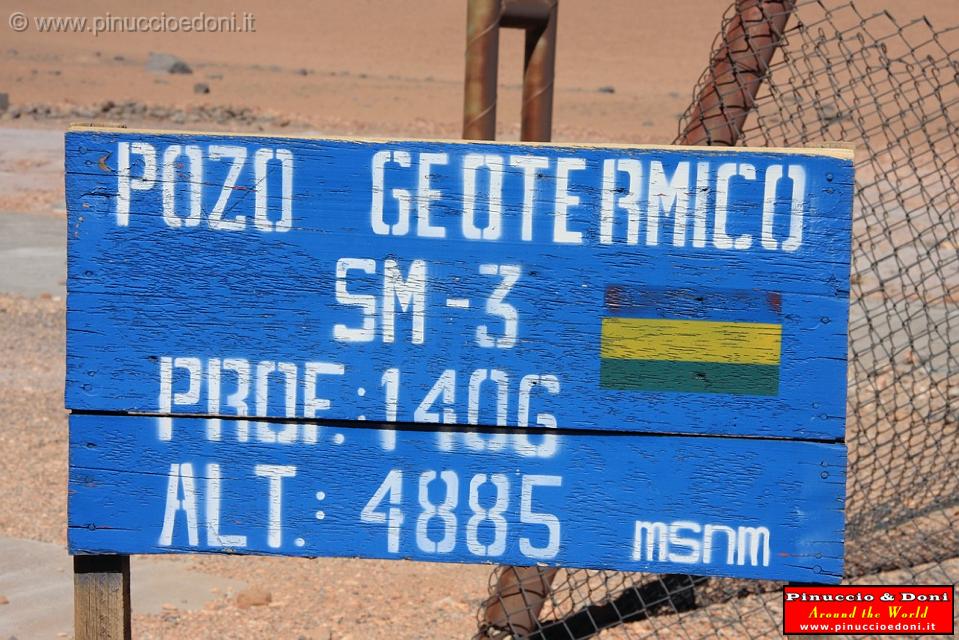 © www.pinuccioedoni.it
POZO GEOTERMICO
SM-3
PROF.:1406
ALT.: 4885 msnm
Pinuccio & Doni
Around the World
www.pinuccioedoni.it